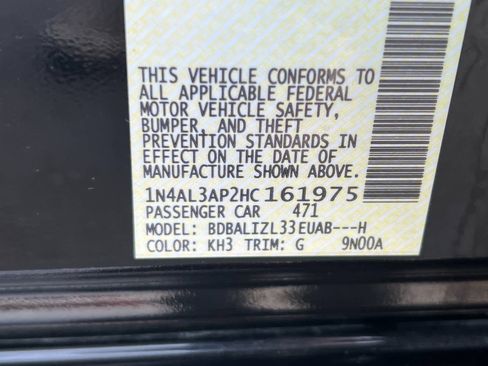 THIS VEHICLE CONFORMS TO
ALL APPLICABLE FEDERAL
MOTOR VEHICLE SAFETY,
BUMPER, AND THEFT
PREVENTION STANDARDS IN
EFFECT ON THE DATE OF
MANUFACTURE SHOWN ABOVE.
1N4AL3AP2HC161975
PASSENGER CAR 471
MODEL: BDBALIZL33EUAB---H
COLOR: KH3 TRIM: G 9N00A